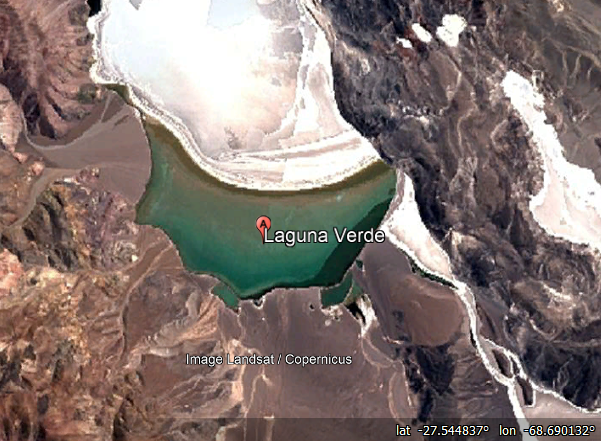 A
Laguna Verde
Image Landsat / Copernicus
lat -27.544837° lon -68.690132°